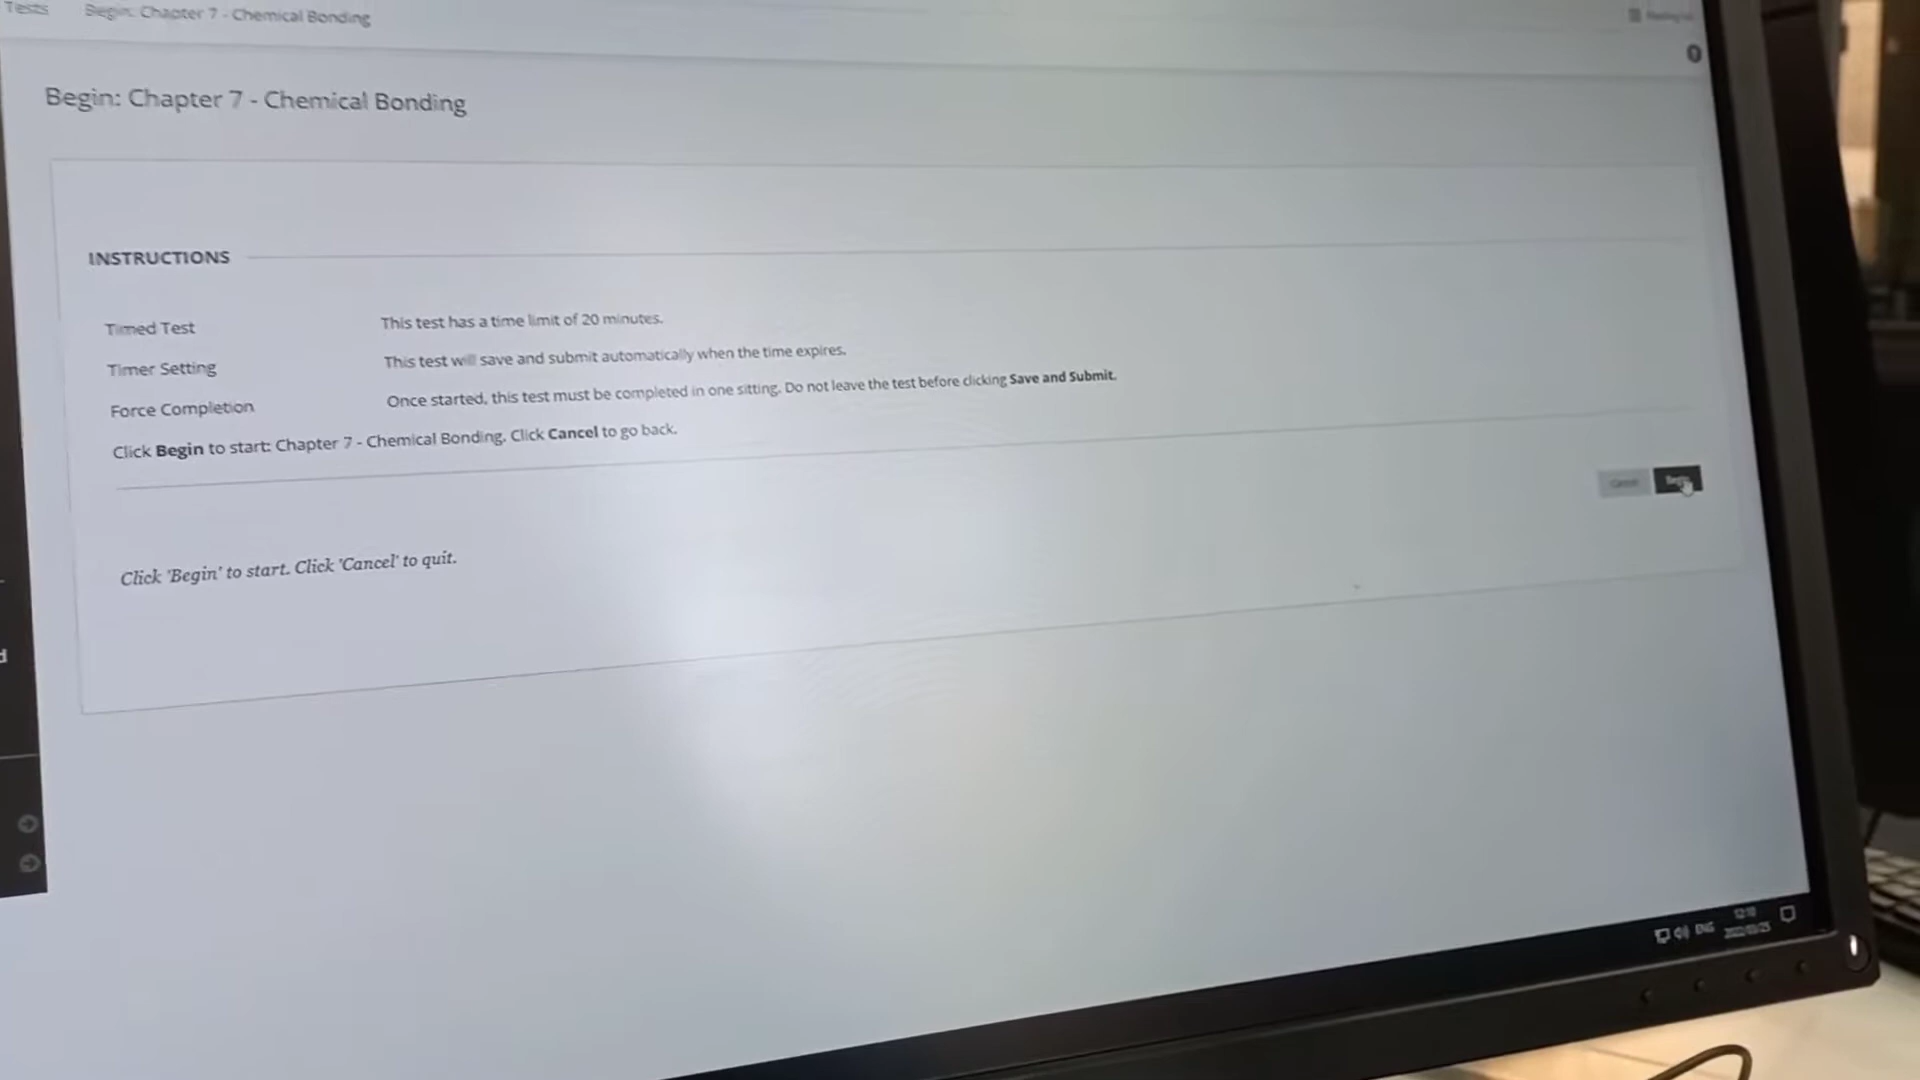 Tests Begin: Chapter 7 - Chemical Bonding
Begin: Chapter 7 - Chemical Bonding
INSTRUCTIONS
Timed Test This test has a time limit of 20 minutes.
Timer Setting This test will save and submit automatically when the time expires.
Force Completion Once started, this test must be completed in one sitting. Do not leave the test before clicking Save and Submit.
Click Begin to start: Chapter 7 - Chemical Bonding. Click Cancel to go back.
Cancel Begin
Click 'Begin' to start. Click 'Cancel' to quit.
d
ENG